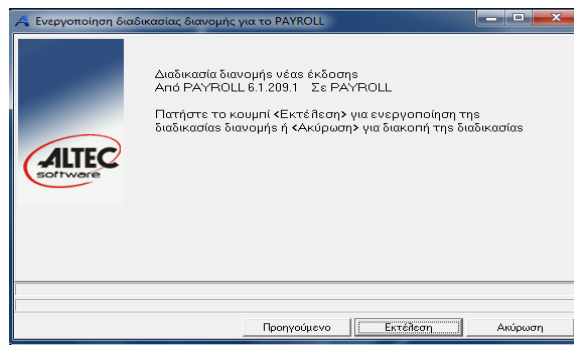 Ενεργοποίηση διαδικασίας διανομής για το PAYROLL
Διαδικασία διανομής νέας έκδοσης
Από PAYROLL 6.1.209.1 Σε PAYROLL
Πατήστε το κουμπί <Εκτέλεση> για ενεργοποίηση της
διαδικασίας διανομής ή <Ακύρωση> για διακοπή της διαδικασίας
ALTEC
software
Προηγούμενο
Εκτέλεση
Ακύρωση